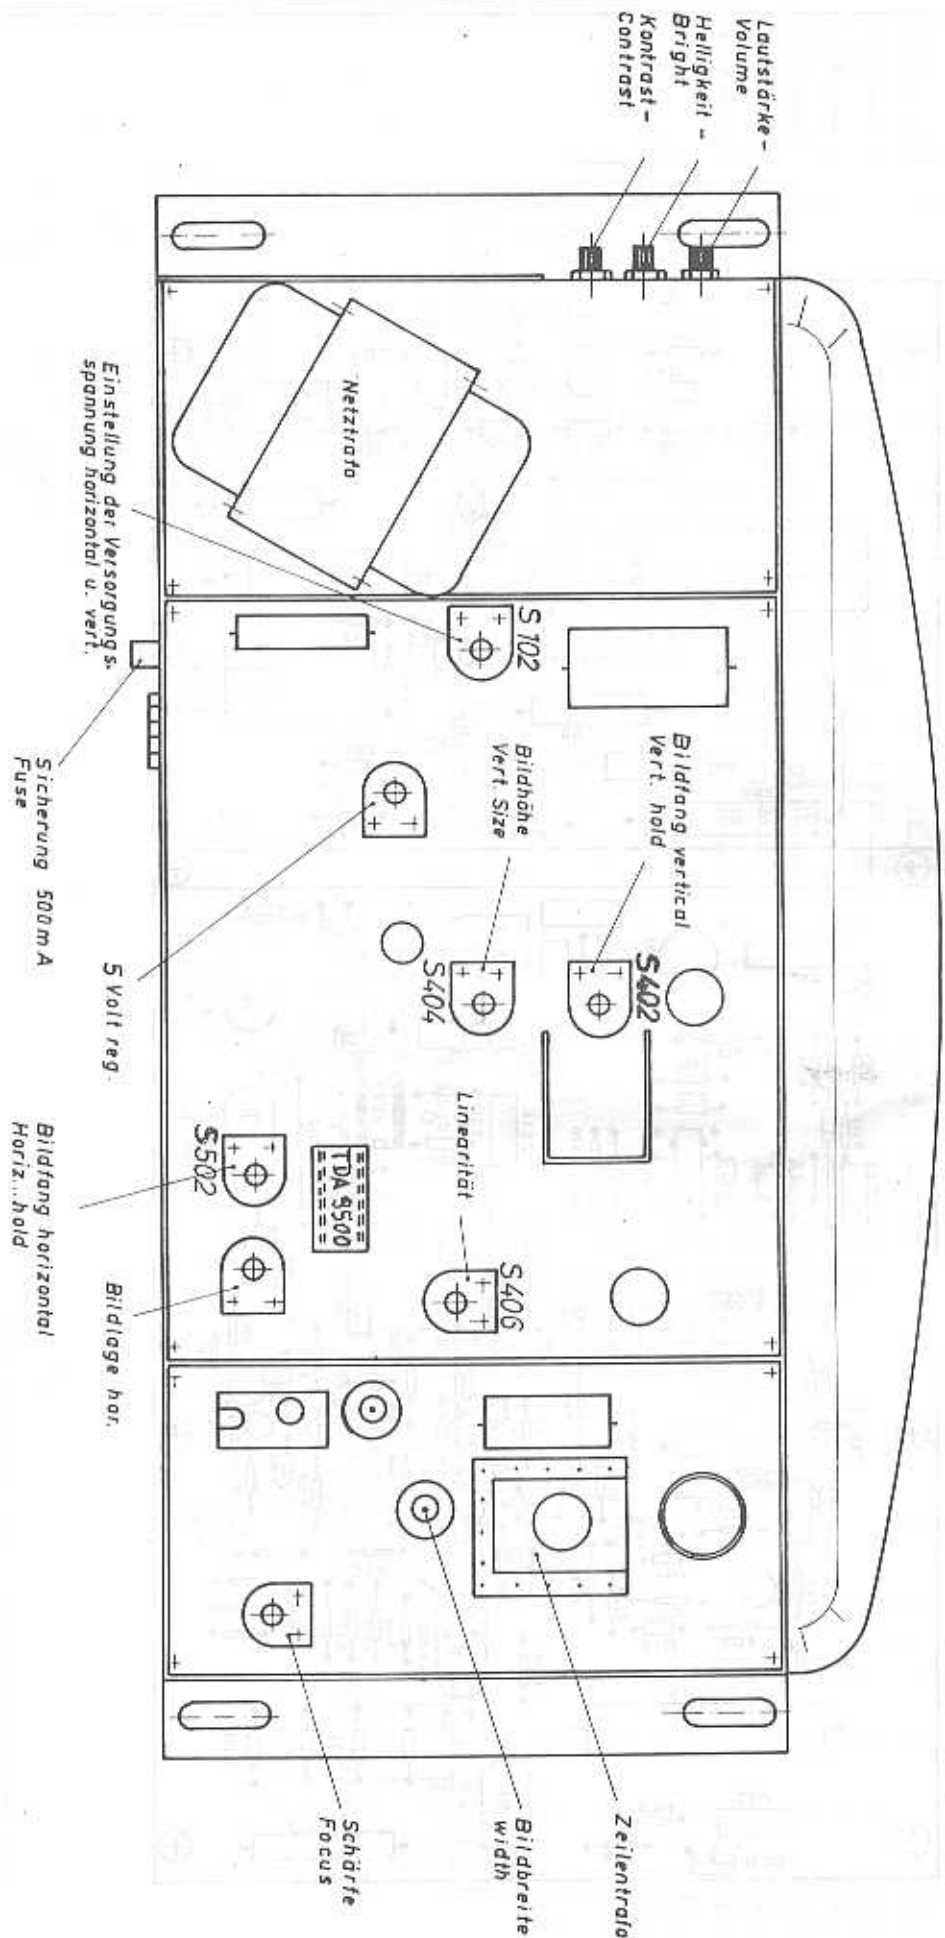 Lautstärke-
Volume
Helligkeit -
Bright
Kontrast -
Contrast
Netztrafo
Einstellung der Versorgungs.
spannung horizontal u. vert.
S 102
Sicherung 500mA
Fuse
Bildfang vertical
Vert. hold
Bildhöhe
Vert. Size
S402
S404
5 Volt reg.
Linearität
S406
TDA 9500
S502
Bildfang horizontal
Horiz...hold
Bildlage hor.
Zeilentrafo
Bildbreite
width
Schärfe
Focus